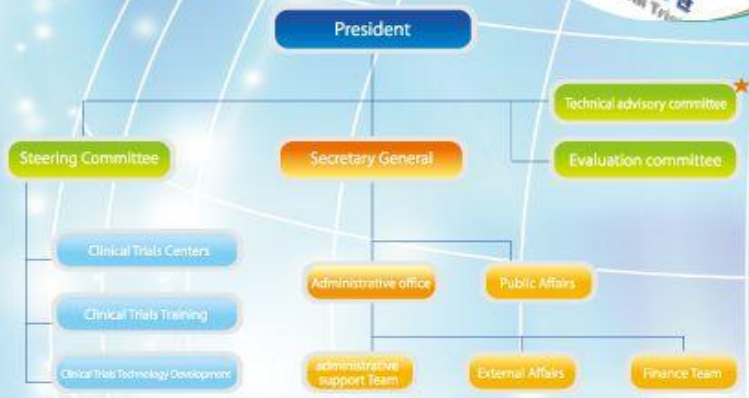 President
Technical advisory committee
Steering Committee
Secretary General
Evaluation committee
Clinical Trials Centers
Administrative office
Public Affairs
Clinical Trials Training
Clinical Trials Technology Development
administrative
support Team
External Affairs
Finance Team